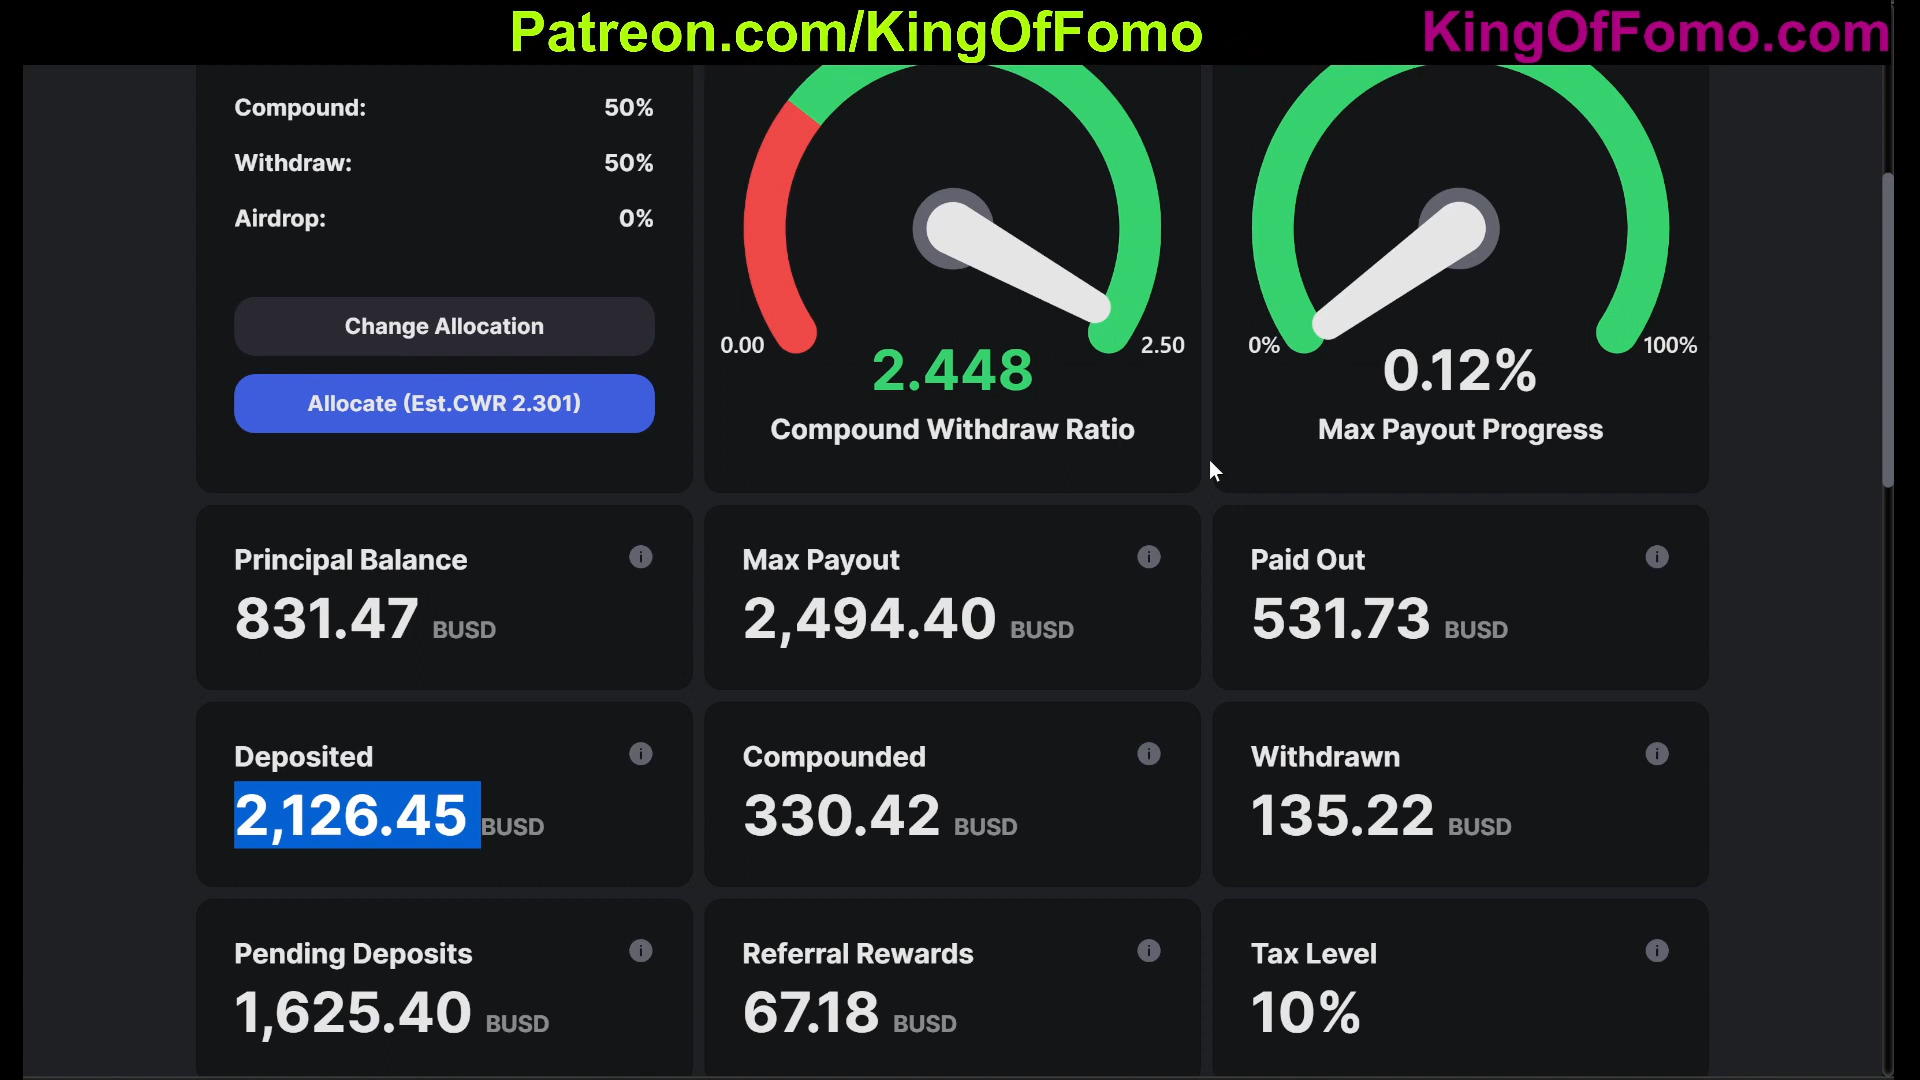 Patreon.com/KingOfFomo
KingOfFomo.com
Compound: 50%
Withdraw: 50%
Airdrop: 0%
Change Allocation
Allocate (Est.CWR 2.301)
0.00
2.50
2.448
Compound Withdraw Ratio
0%
100%
0.12%
Max Payout Progress
Principal Balance
831.47 BUSD
Max Payout
2,494.40 BUSD
Paid Out
531.73 BUSD
Deposited
2,126.45 BUSD
Compounded
330.42 BUSD
Withdrawn
135.22 BUSD
Pending Deposits
1,625.40 BUSD
Referral Rewards
67.18 BUSD
Tax Level
10%